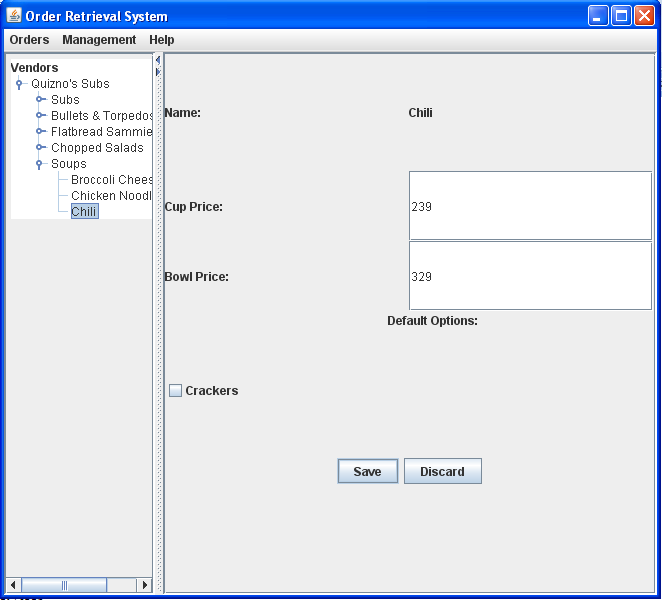 Order Retrieval System
Orders Management Help
Vendors
Quizno's Subs
Subs
Bullets & Torpedos
Flatbread Sammie
Chopped Salads
Soups
Broccoli Chees
Chicken Noodl
Chili
Name: Chili
Cup Price: 239
Bowl Price: 329
Default Options:
Crackers
Save Discard